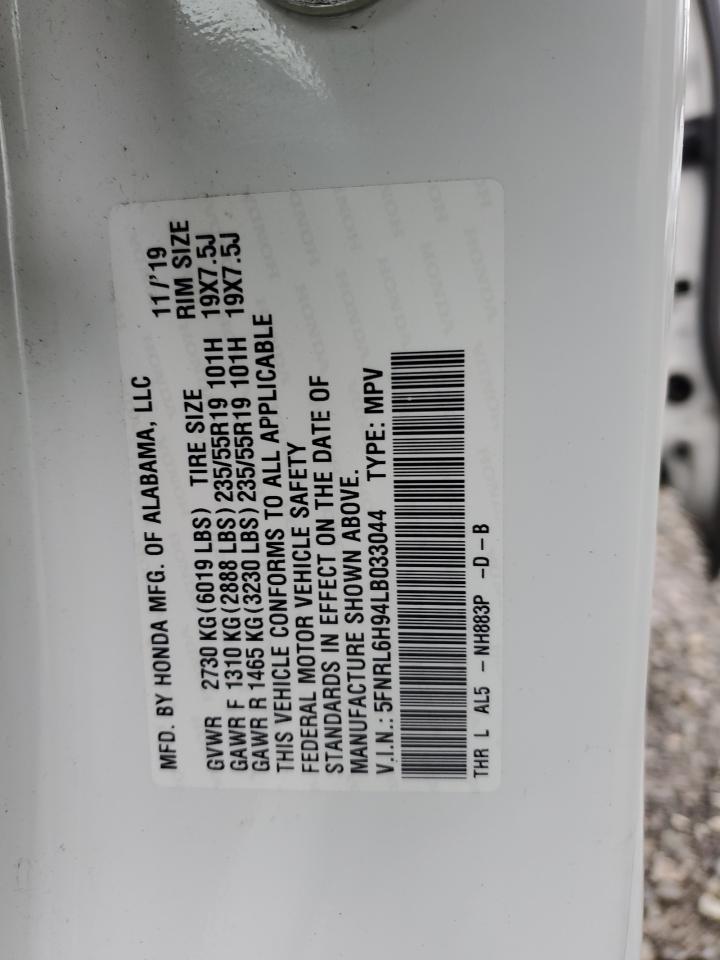 MFD. BY HONDA MFG. OF ALABAMA, LLC 11/'19
GVWR 2730 KG(6019 LBS) TIRE SIZE RIM SIZE
GAWR F 1310 KG(2888 LBS) 235/55R19 101H 19X7.5J
GAWR R 1465 KG(3230 LBS) 235/55R19 101H 19X7.5J
THIS VEHICLE CONFORMS TO ALL APPLICABLE
FEDERAL MOTOR VEHICLE SAFETY
STANDARDS IN EFFECT ON THE DATE OF
MANUFACTURE SHOWN ABOVE.
V.I.N.: 5FNRL6H94LB033044 TYPE: MPV
THR L AL5 -NH883P -D-B